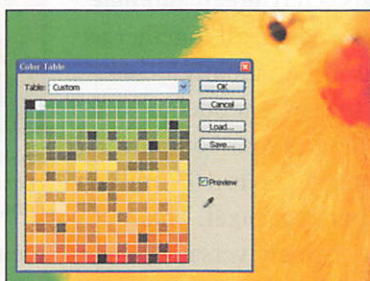 Color Table
Table: Custom
OK
Cancel
Load...
Save...
Preview